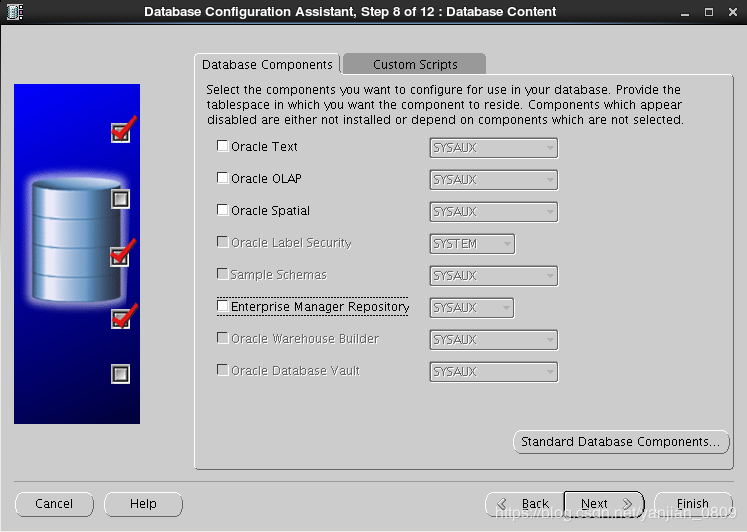 Database Configuration Assistant, Step 8 of 12 : Database Content
Database Components
Custom Scripts
Select the components you want to configure for use in your database. Provide the
tablespace in which you want the component to reside. Components which appear
disabled are either not installed or depend on components which are not selected.
Oracle Text SYSAUX
Oracle OLAP SYSAUX
Oracle Spatial SYSAUX
Oracle Label Security SYSTEM
Sample Schemas SYSAUX
Enterprise Manager Repository SYSAUX
Oracle Warehouse Builder SYSAUX
Oracle Database Vault SYSAUX
Standard Database Components...
Cancel Help Back Next Finish
https://blog.csdn.net/yanjian_0809